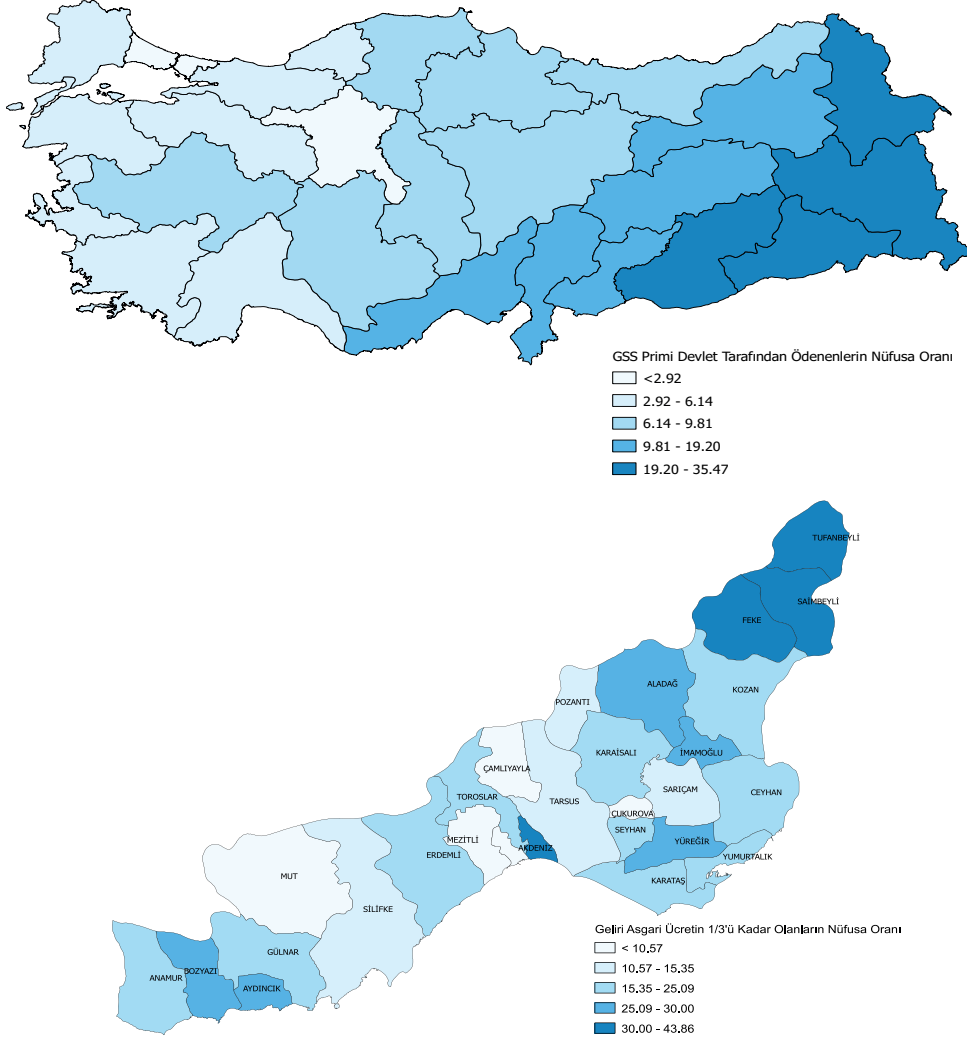 GSS Primi Devlet Tarafından Ödenenlerin Nüfusa Oranı
<2.92
2.92 - 6.14
6.14 - 9.81
9.81 - 19.20
19.20 - 35.47
TUFANBEYLİ
SAİMBEYLİ
FEKE
ALADAĞ
KOZAN
POZANTI
KARAİSALI
İMAMOĞLU
ÇAMLIYAYLA
SARIÇAM
CEYHAN
TOROSLAR
TARSUS
ÇUKUROVA
SEYHAN
MEZİTLİ
AKDENİZ
YÜREĞİR
ERDEMLİ
YUMURTALIK
MUT
KARATAŞ
SİLİFKE
GÜLNAR
BOZYAZI
ANAMUR
AYDINCIK
Geliri Asgari Ücretin 1/3'ü Kadar Olanların Nüfusa Oranı
< 10.57
10.57 - 15.35
15.35 - 25.09
25.09 - 30.00
30.00 - 43.86